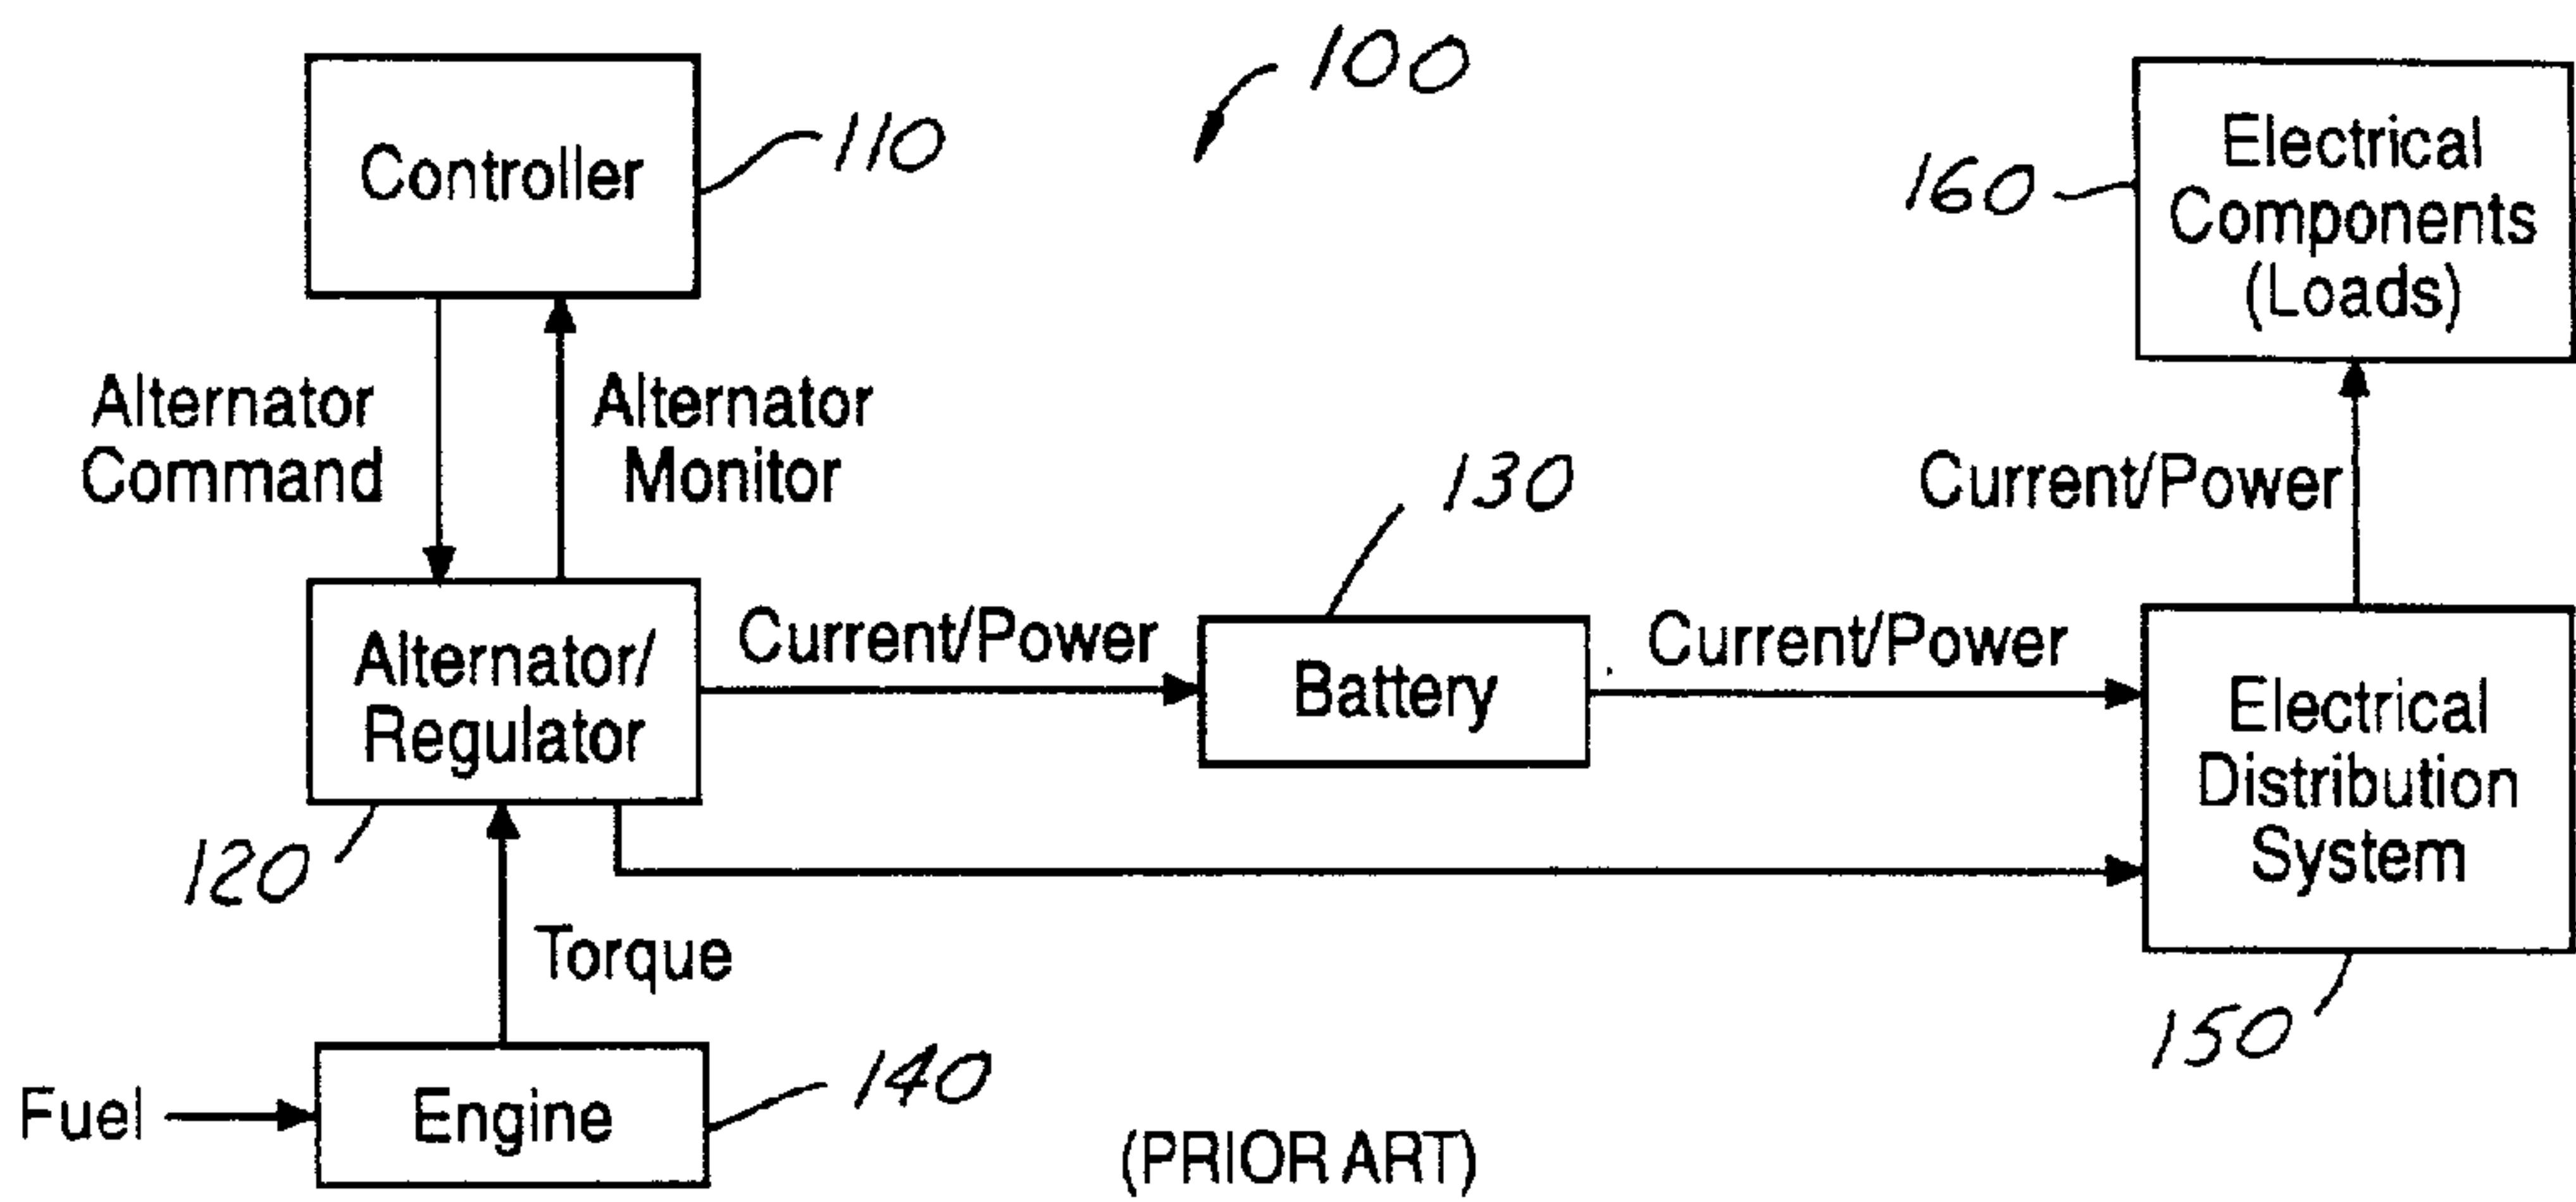 100
Controller
110
160
Electrical
Components
(Loads)
Alternator
Command
Alternator
Monitor
Current/Power
130
Alternator/
Regulator
Current/Power
Battery
Current/Power
Electrical
Distribution
System
120
Torque
150
Fuel
Engine
140
(PRIOR ART)